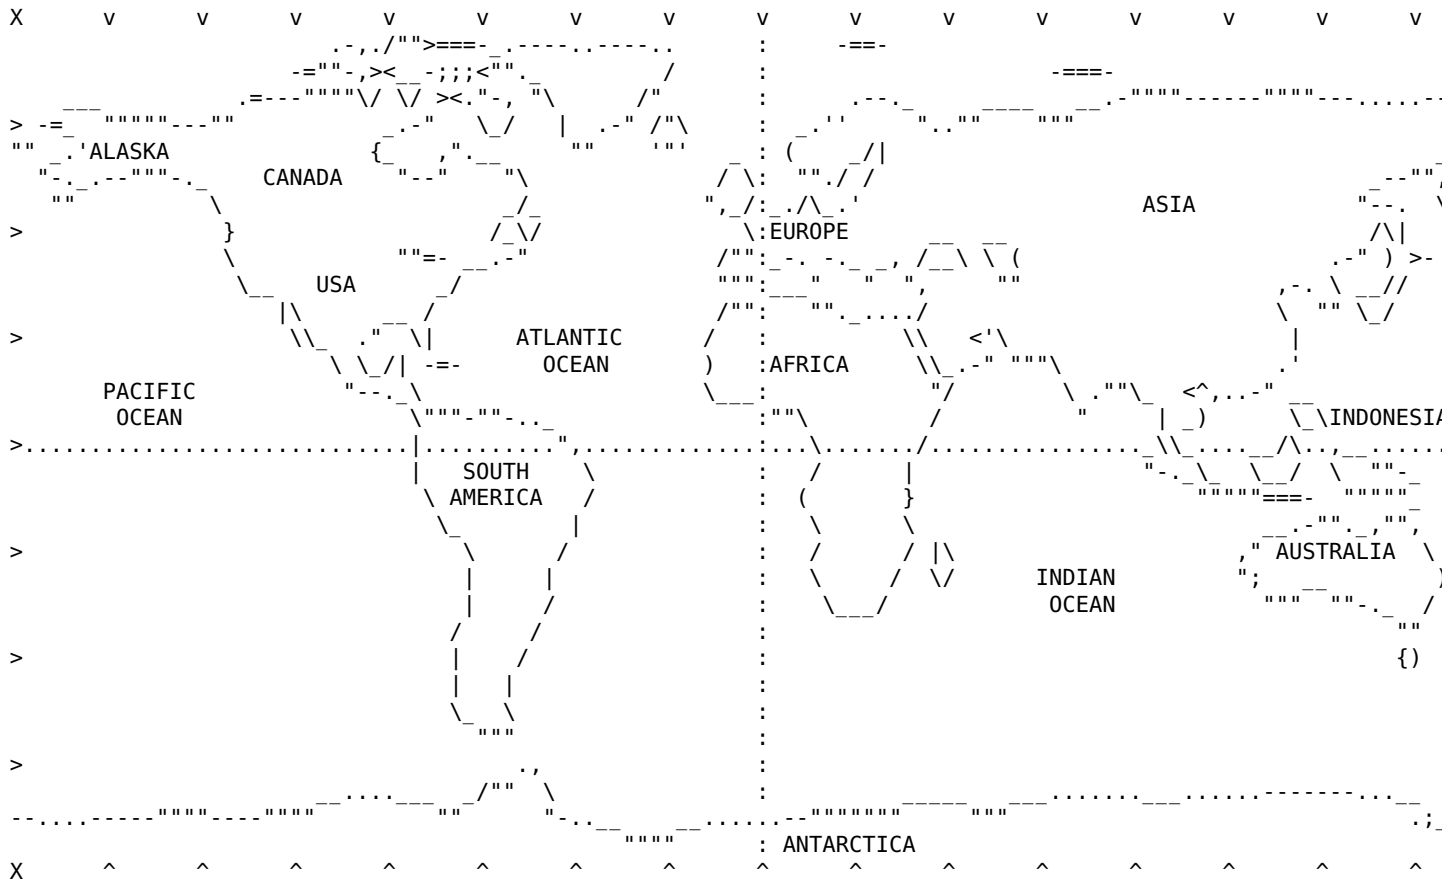 ALASKA
CANADA
ASIA
EUROPE
USA
ATLANTIC
OCEAN AFRICA
PACIFIC
OCEAN INDONESIA
SOUTH
AMERICA
AUSTRALIA
INDIAN
OCEAN
ANTARCTICA